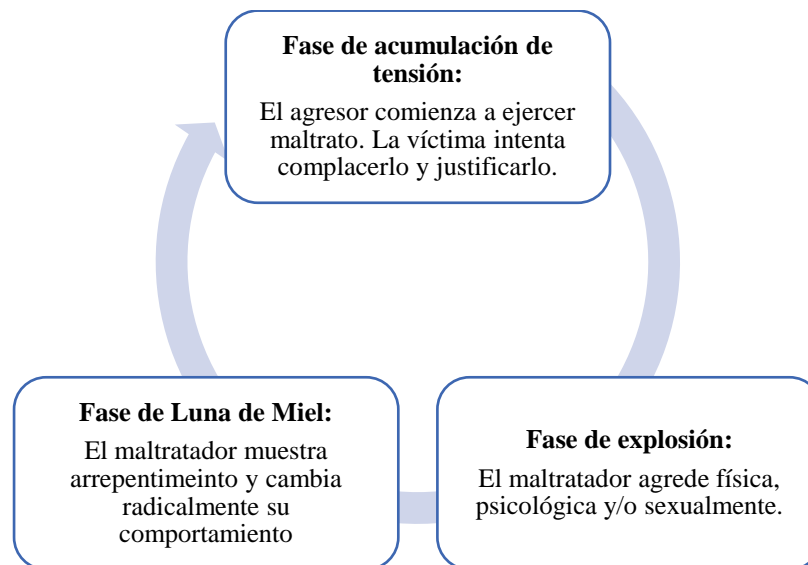 Fase de acumulación de
tensión:
El agresor comienza a ejercer
maltrato. La víctima intenta
complacerlo y justificarlo.
Fase de explosión:
El maltratador agrede física,
psicológica y/o sexualmente.
Fase de Luna de Miel:
El maltratador muestra
arrepentimeinto y cambia
radicalmente su
comportamiento